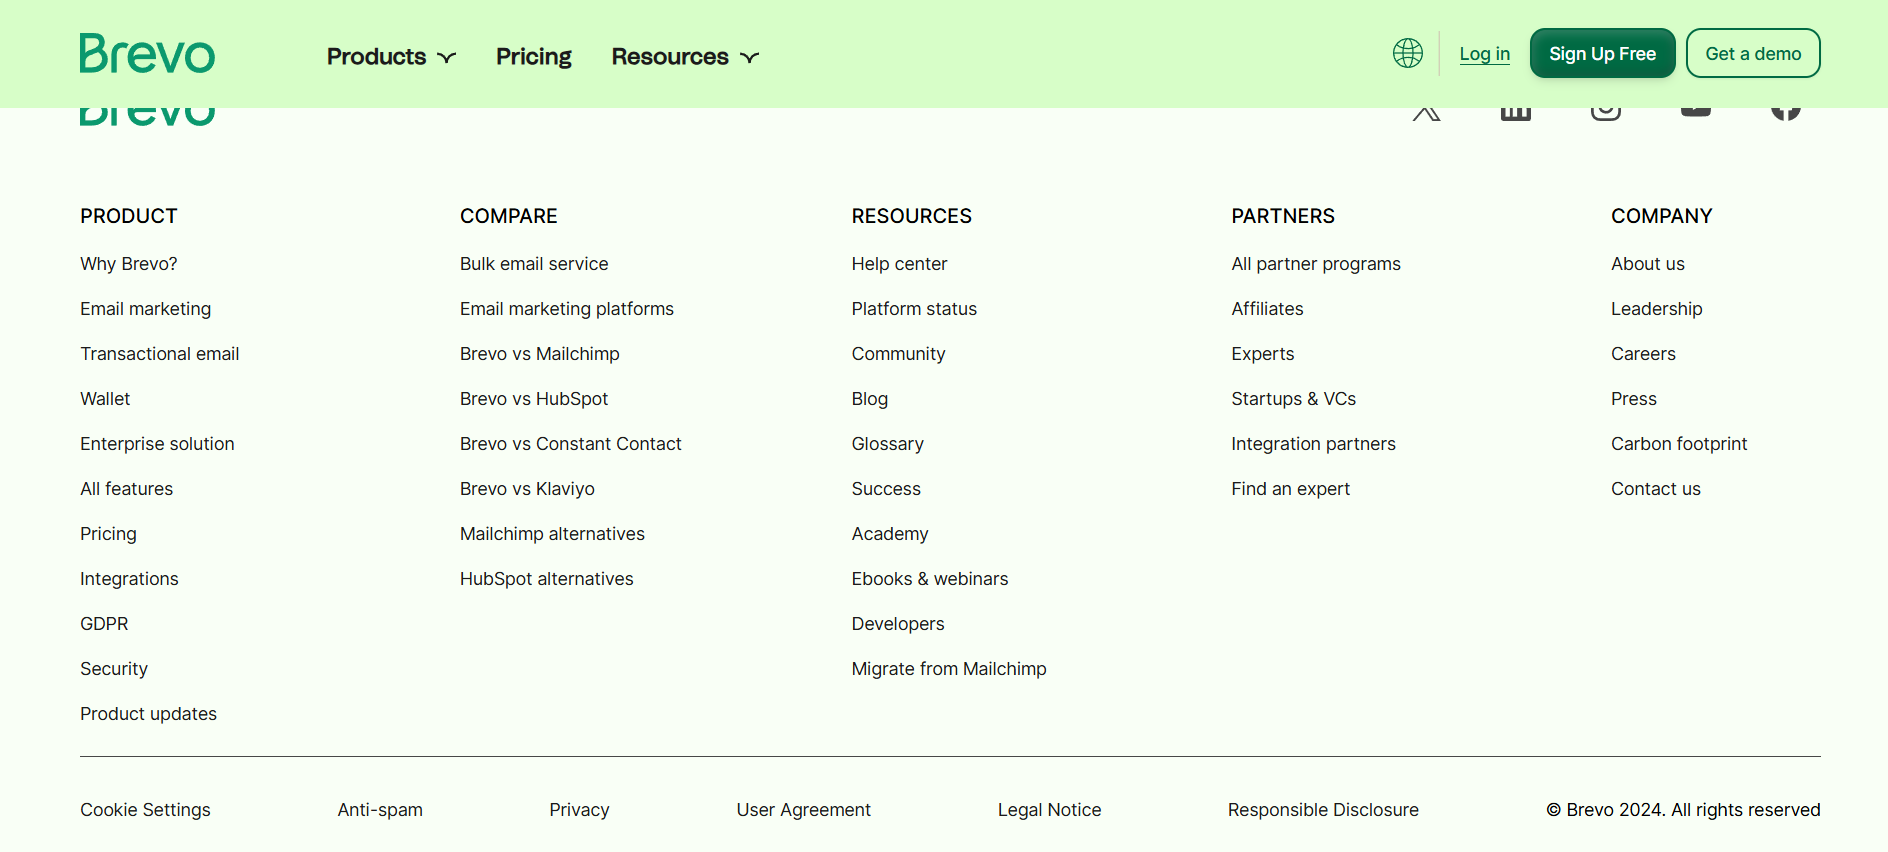 Brevo Products Pricing Resources Log in Sign Up Free Get a demo
Brevo
PRODUCT
Why Brevo?
Email marketing
Transactional email
Wallet
Enterprise solution
All features
Pricing
Integrations
GDPR
Security
Product updates
COMPARE
Bulk email service
Email marketing platforms
Brevo vs Mailchimp
Brevo vs HubSpot
Brevo vs Constant Contact
Brevo vs Klaviyo
Mailchimp alternatives
HubSpot alternatives
RESOURCES
Help center
Platform status
Community
Blog
Glossary
Success
Academy
Ebooks & webinars
Developers
Migrate from Mailchimp
PARTNERS
All partner programs
Affiliates
Experts
Startups & VCs
Integration partners
Find an expert
COMPANY
About us
Leadership
Careers
Press
Carbon footprint
Contact us
Cookie Settings Anti-spam Privacy User Agreement Legal Notice Responsible Disclosure © Brevo 2024. All rights reserved